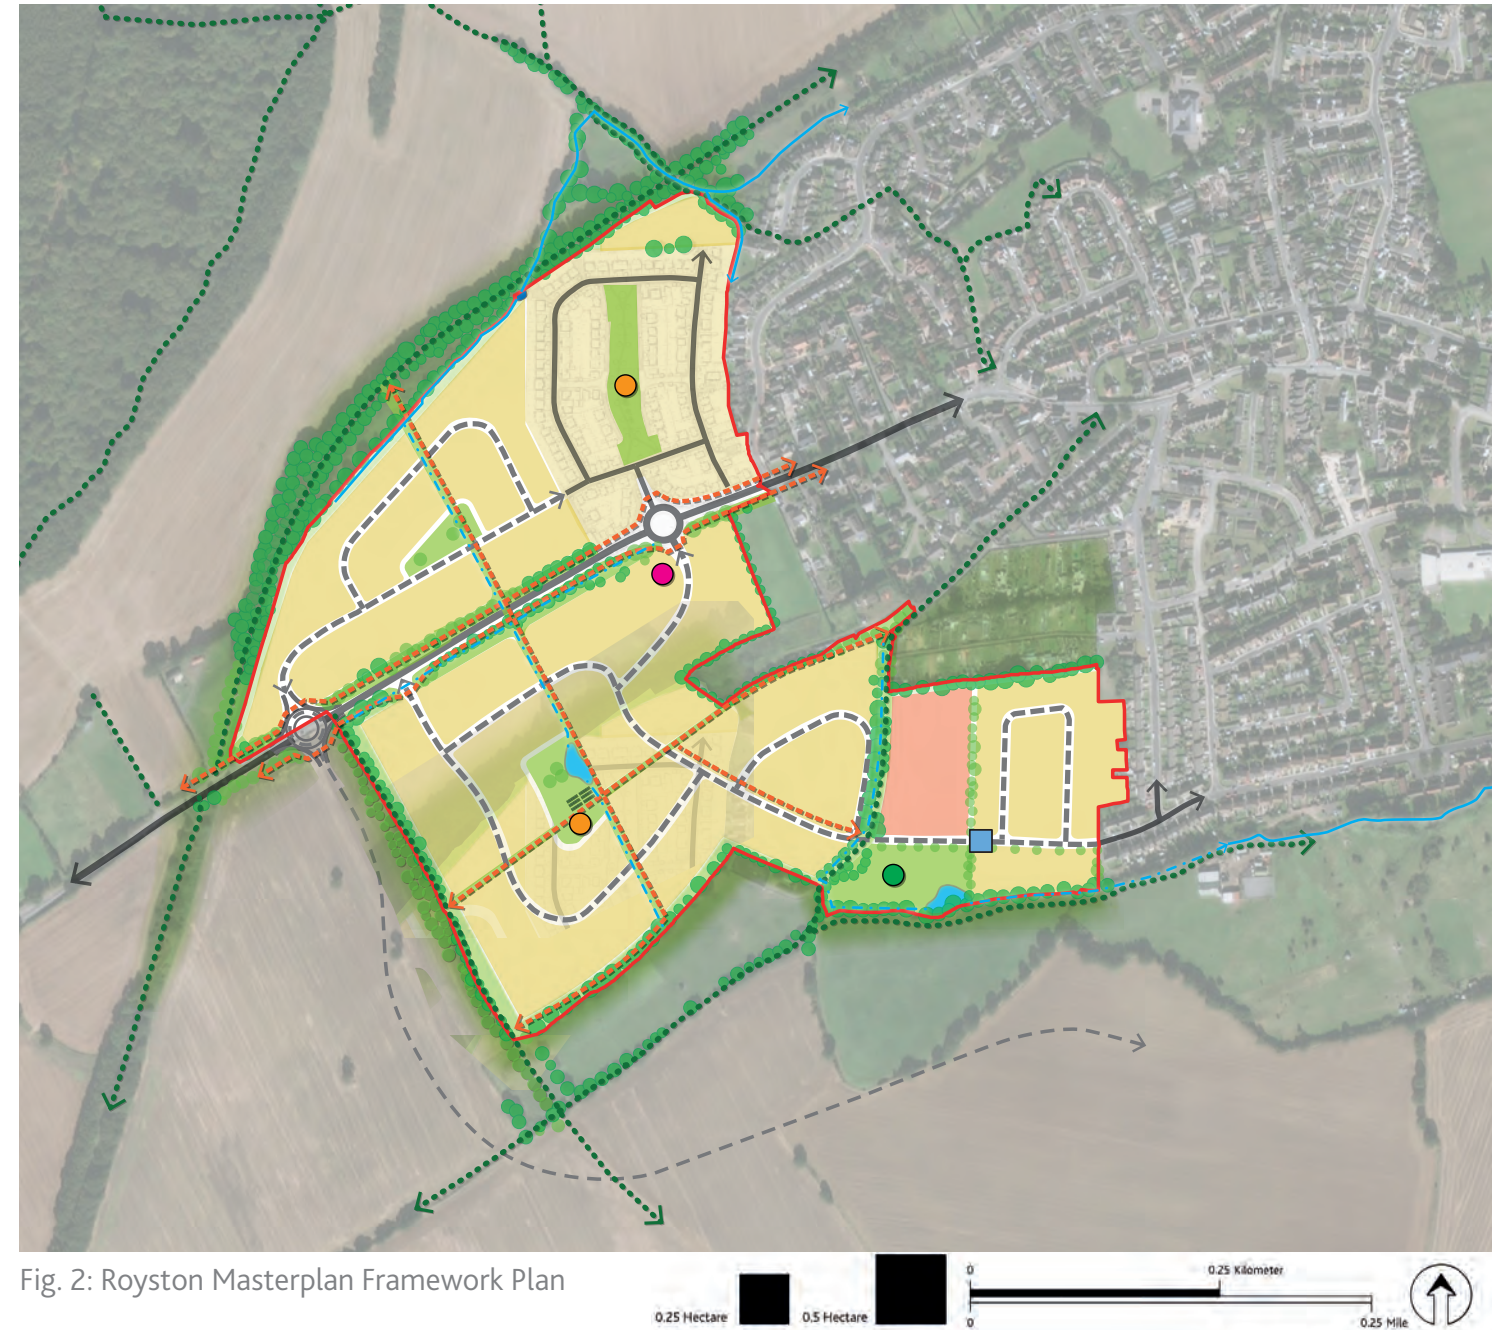 Fig. 2: Royston Masterplan Framework Plan
0.25 Hectare
0.5 Hectare
0
0.25 Kilometer
0
0.25 Mile